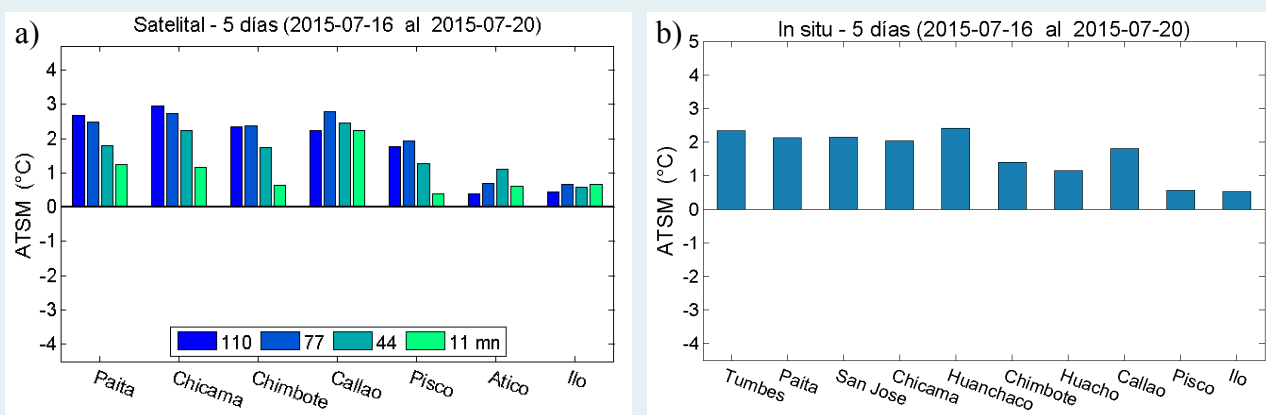 a)
Satelital - 5 días (2015-07-16 al 2015-07-20)
ATSM (°C)
4
3
2
1
0
-1
-2
-3
-4
110 77 44 11 mn
Paita Chicama Chimbote Callao Pisco Atico Ilo
b)
In situ - 5 días (2015-07-16 al 2015-07-20)
ATSM (°C)
5
4
3
2
1
0
-1
-2
-3
-4
Tumbes Paita San Jose Chicama Huanchaco Chimbote Huacho Callao Pisco Ilo